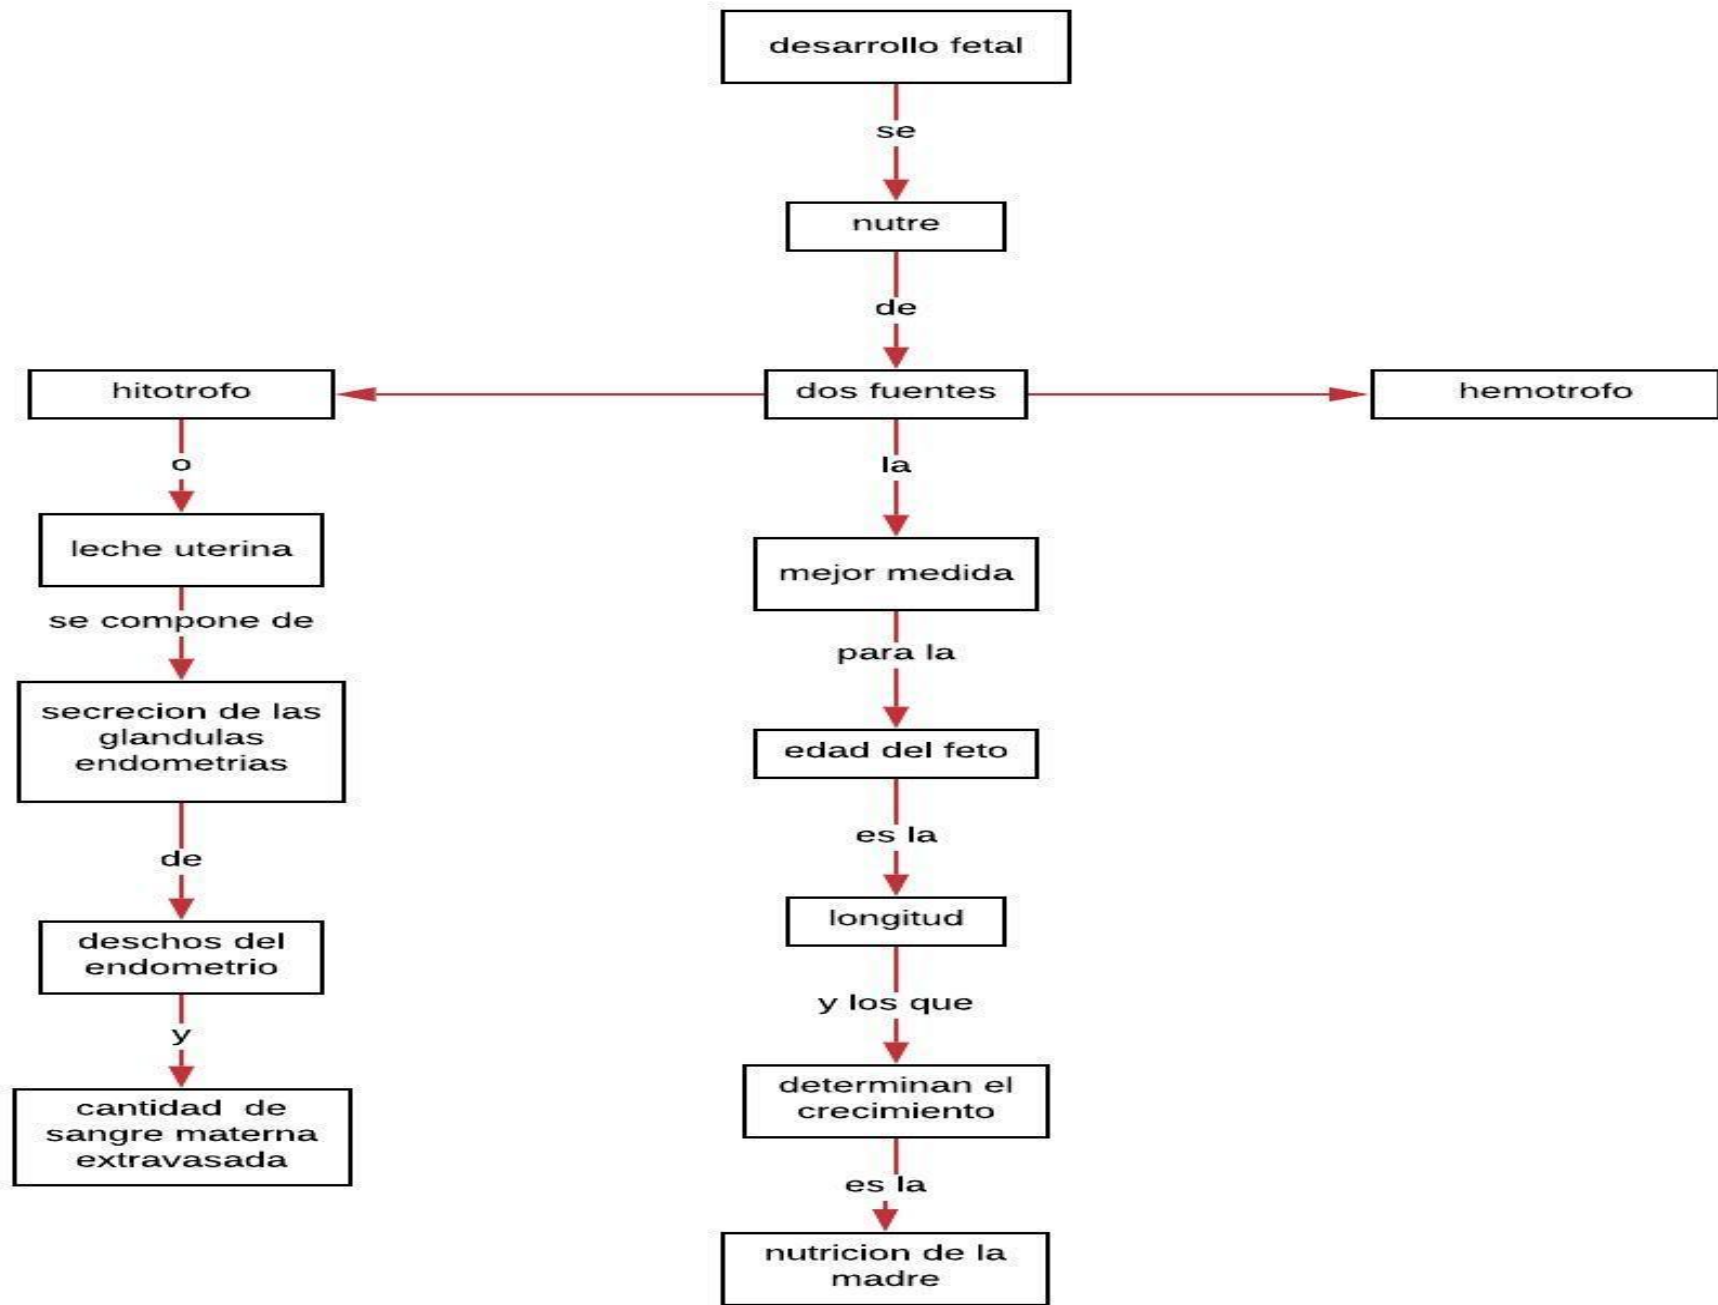 desarrollo fetal
se
nutre
de
hitotrofo
dos fuentes
hemotrofo
o
la
leche uterina
mejor medida
se compone de
para la
secrecion de las
glandulas
endometrias
edad del feto
es la
de
longitud
deschos del
endometrio
y los que
y
determinan el
crecimiento
cantidad de
sangre materna
extravasada
es la
nutricion de la
madre